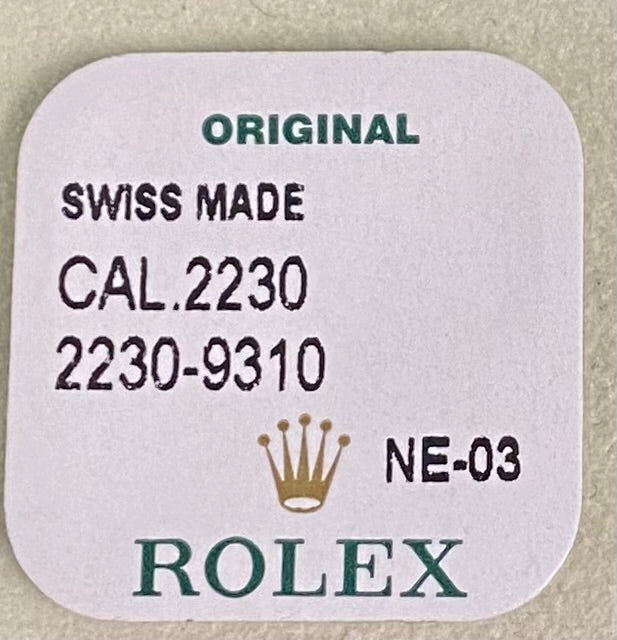 ORIGINAL
SWISS MADE
CAL.2230
2230-9310
NE-03
ROLEX